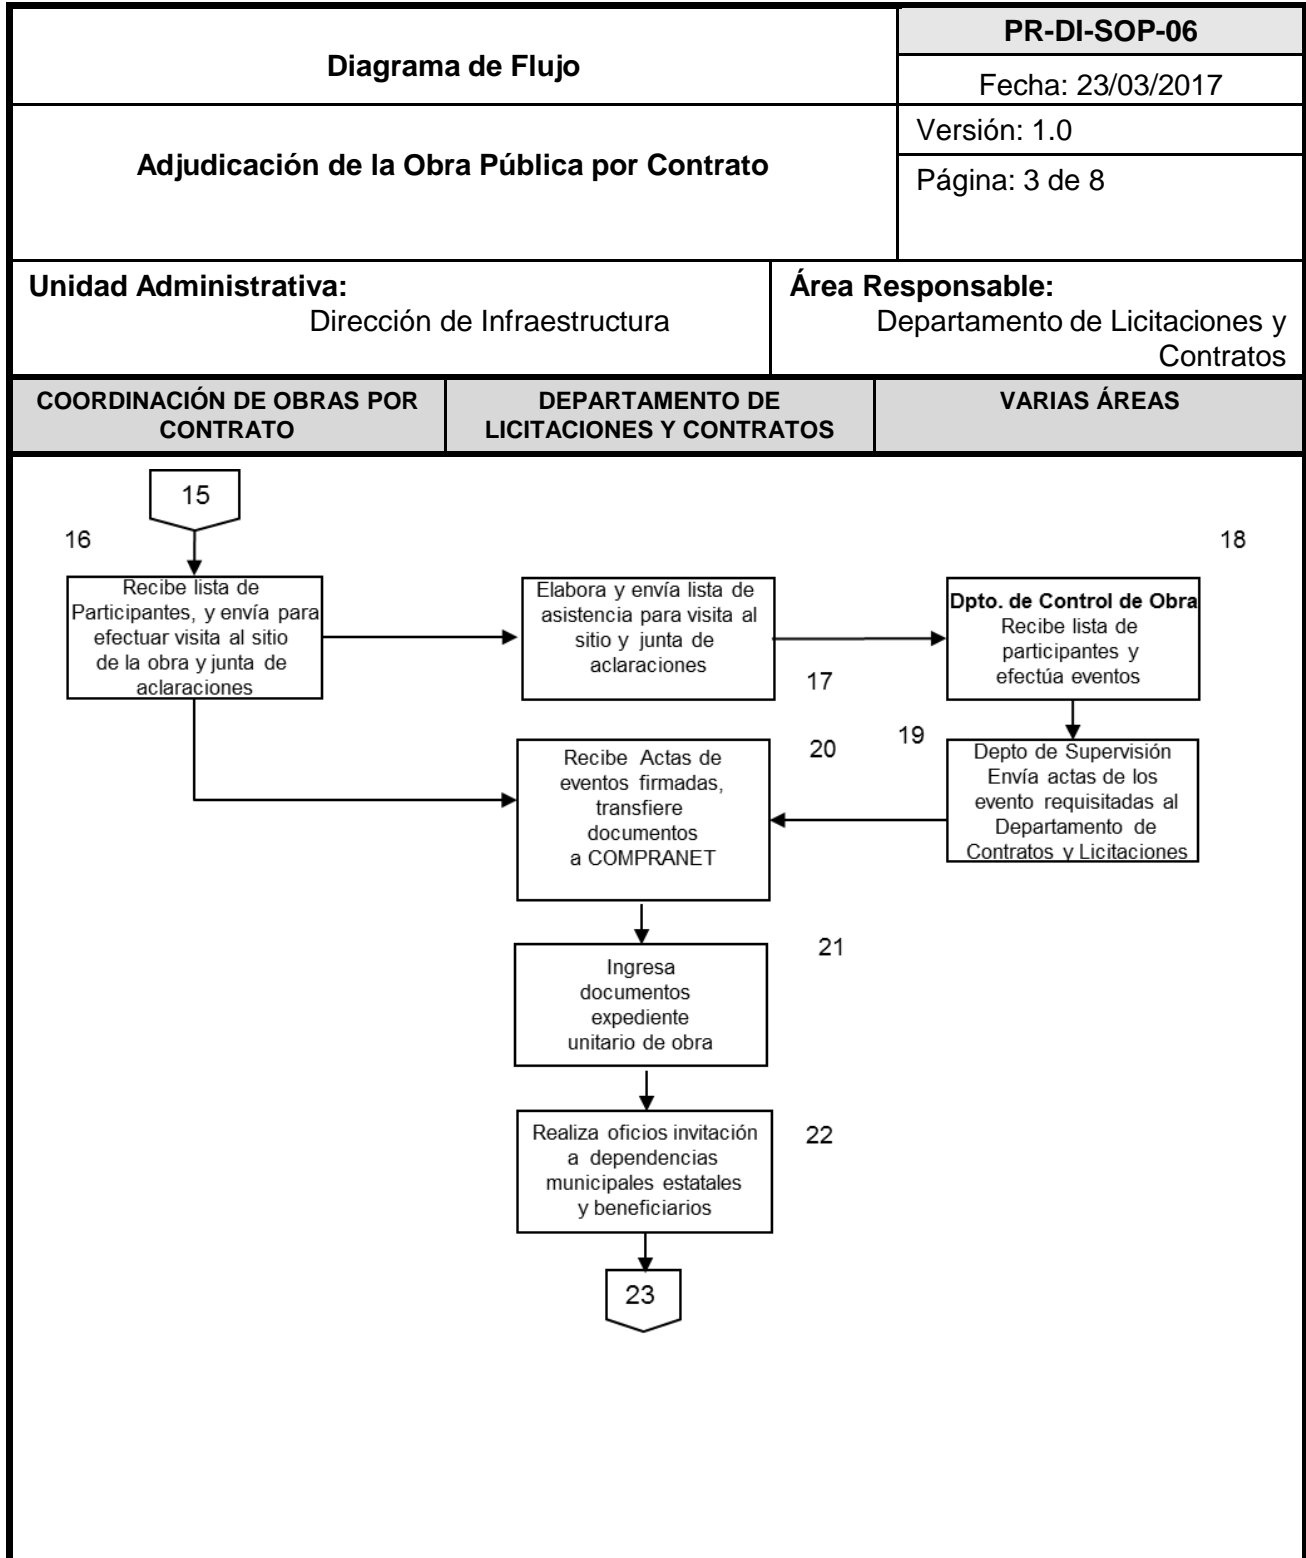 Diagrama de Flujo
PR-DI-SOP-06
Fecha: 23/03/2017
Adjudicación de la Obra Pública por Contrato
Versión: 1.0
Página: 3 de 8
Unidad Administrativa:
Dirección de Infraestructura
Área Responsable:
Departamento de Licitaciones y
Contratos
COORDINACIÓN DE OBRAS POR
CONTRATO
DEPARTAMENTO DE
LICITACIONES Y CONTRATOS
VARIAS ÁREAS
15
16
Recibe lista de
Participantes, y envía para
efectuar visita al sitio
de la obra y junta de
aclaraciones
Elabora y envía lista de
asistencia para visita al
sitio y junta de
aclaraciones
17
18
Dpto. de Control de Obra
Recibe lista de
participantes y
efectúa eventos
19
Depto de Supervisión
Envía actas de los
evento requisitadas al
Departamento de
Contratos y Licitaciones
20
Recibe Actas de
eventos firmadas,
transfiere
documentos
a COMPRANET
21
Ingresa
documentos
expediente
unitario de obra
22
Realiza oficios invitación
a dependencias
municipales estatales
y beneficiarios
23